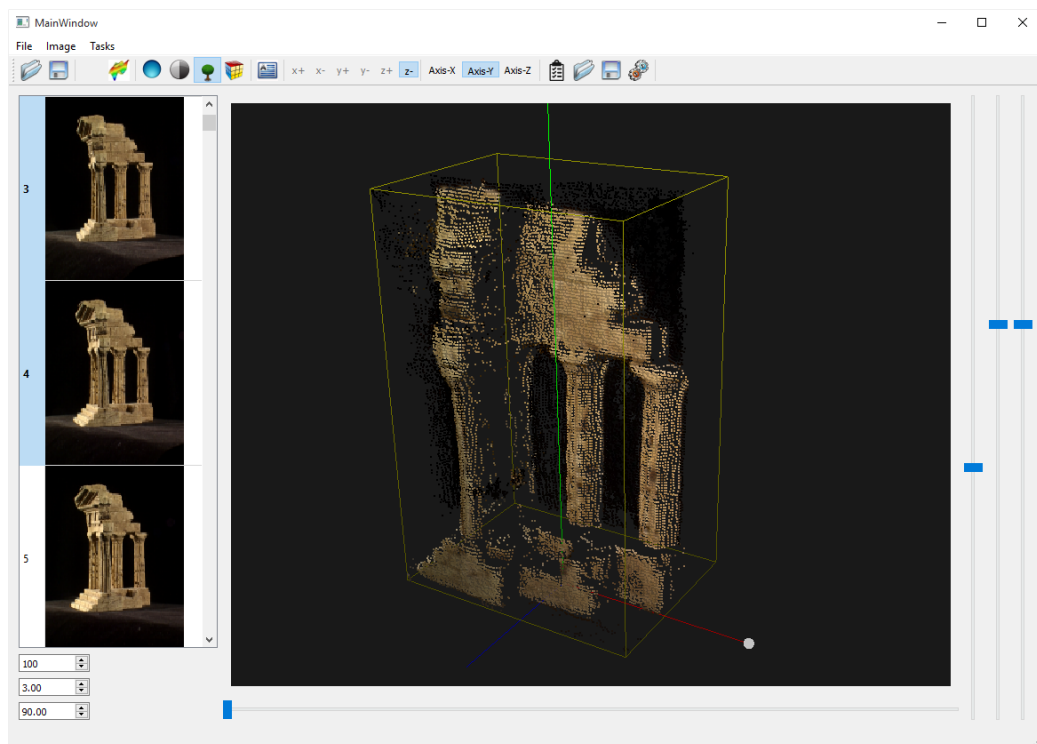 MainWindow
File Image Tasks
x+ x- y+ y- z+ z- Axis-X Axis-Y Axis-Z
3
4
5
100
3.00
90.00